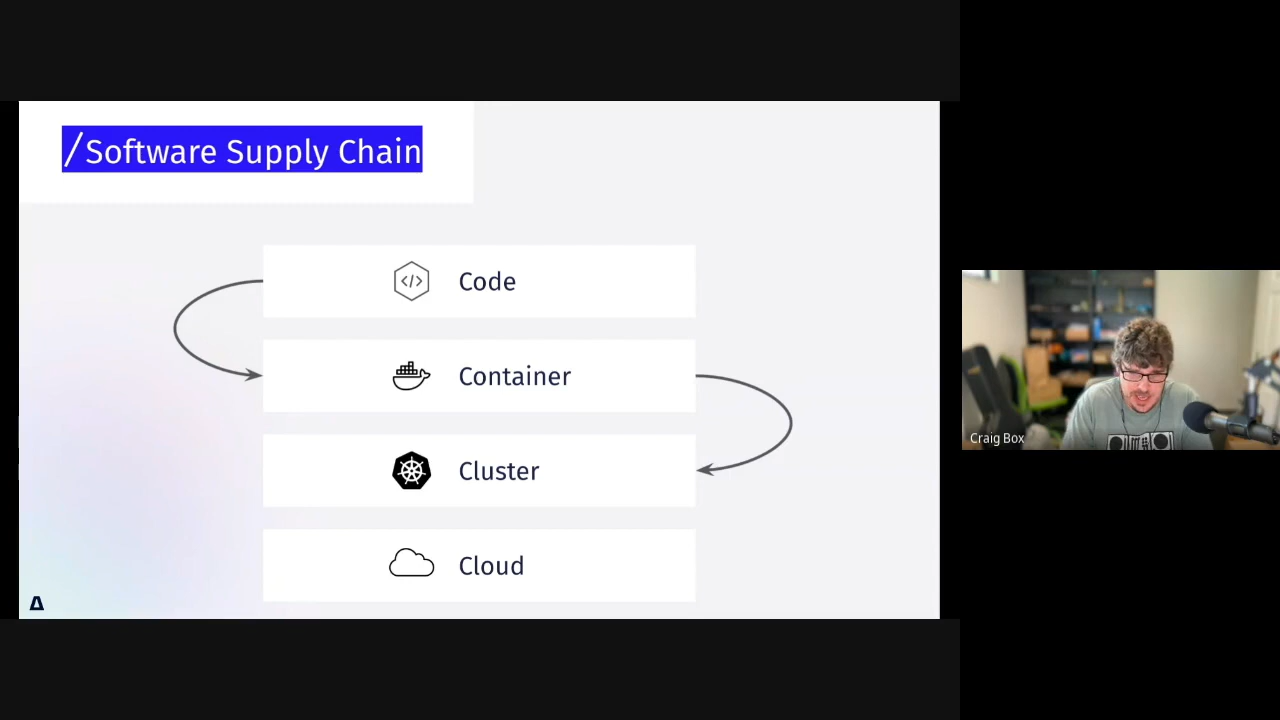 /Software Supply Chain
Code
Container
Cluster
Cloud
Craig Box